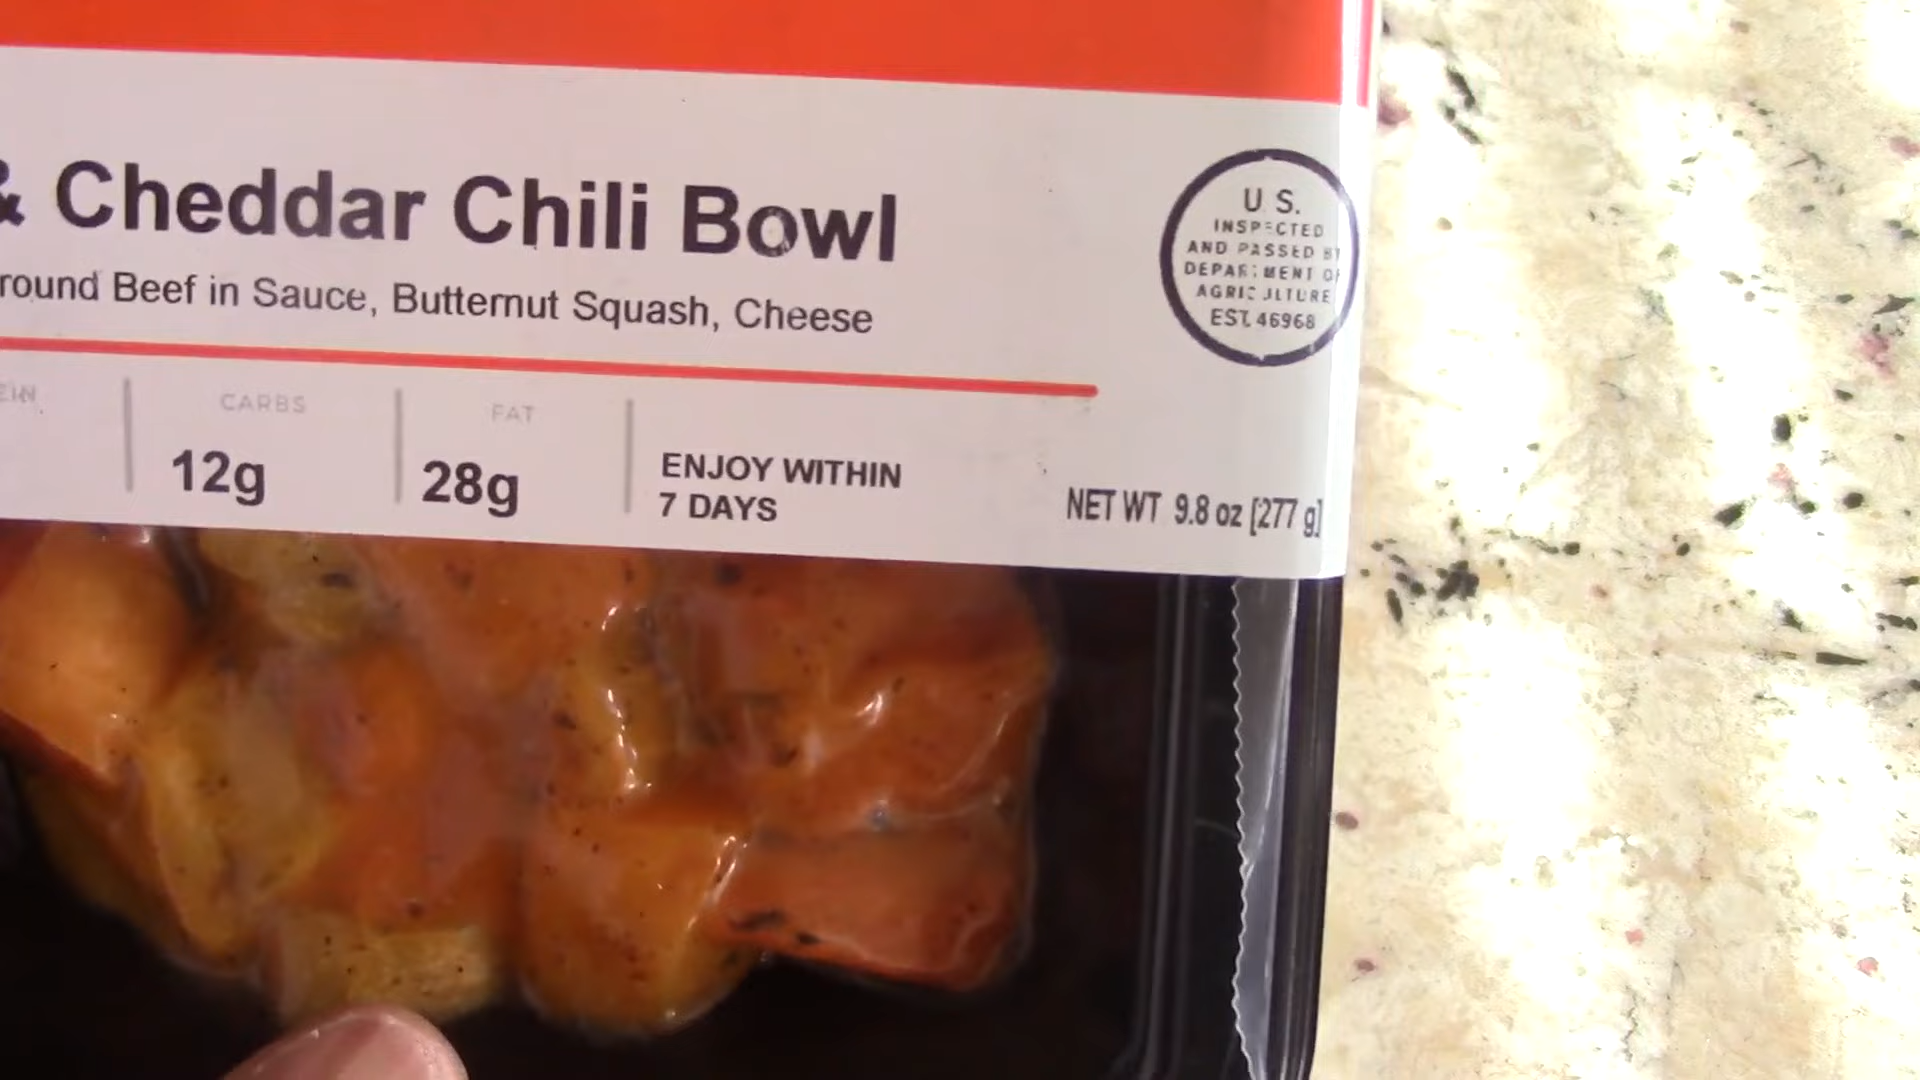 & Cheddar Chili Bowl
round Beef in Sauce, Butternut Squash, Cheese
EIN
CARBS
FAT
12g
28g
ENJOY WITHIN
7 DAYS
NET WT 9.8 oz [277 g]
U.S.
INSPECTED
AND PASSED BY
DEPARTMENT OF
AGRICULTURE
EST. 46968